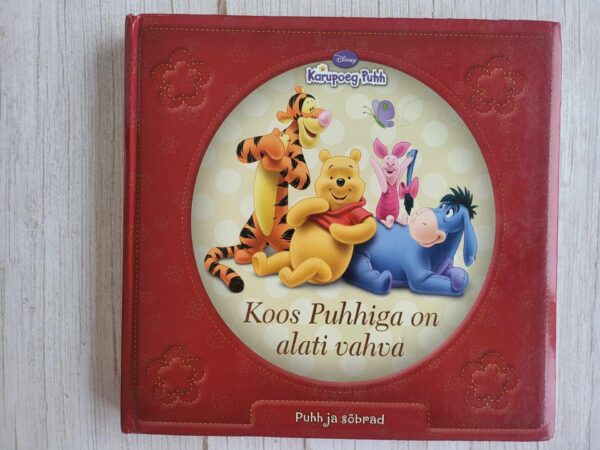 Disney
Karupoeg Puhh
Koos Puhhiga on
alati vahva
Puhh ja sõbrad